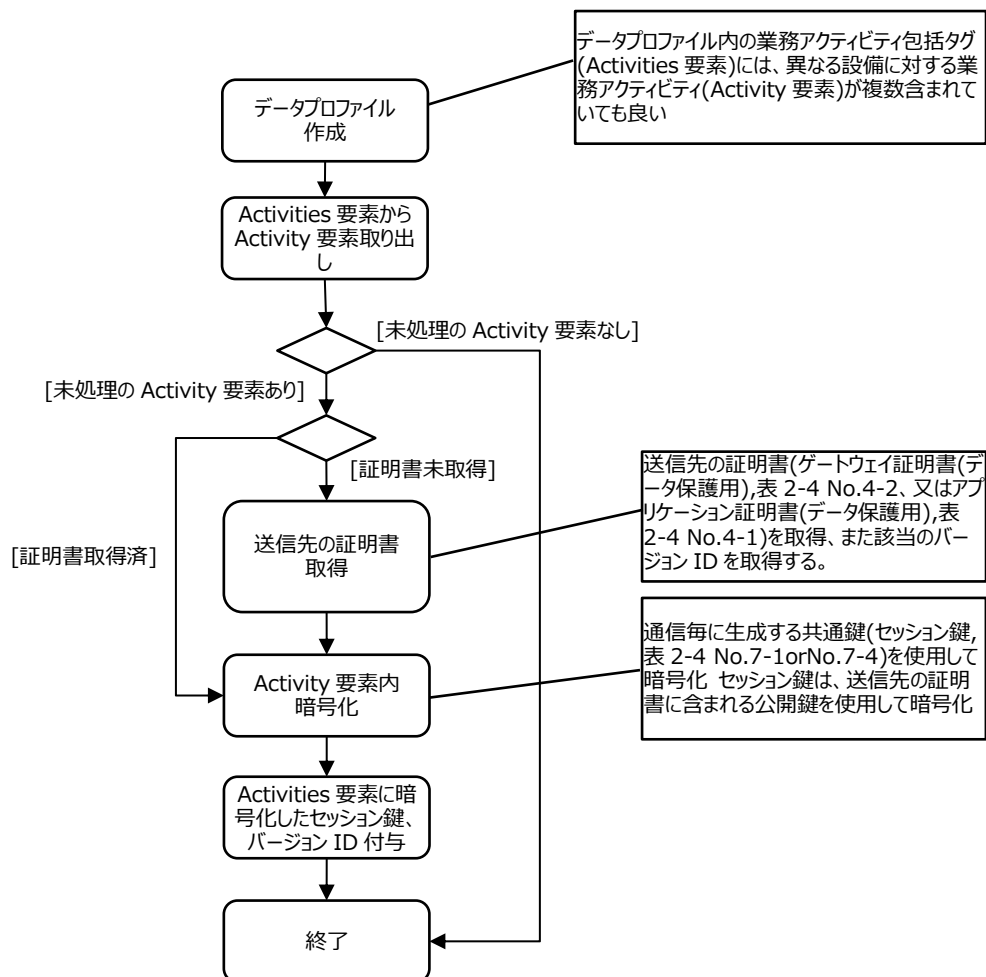 データプロファイル内の業務アクティビティ包括タグ
(Activities 要素)には、異なる設備に対する業
務アクティビティ(Activity 要素)が複数含まれて
いても良い
データプロファイル
作成
Activities 要素から
Activity 要素取り出
し
[未処理の Activity 要素なし]
[未処理の Activity 要素あり]
[証明書未取得]
[証明書取得済]
送信先の証明書
取得
送信先の証明書(ゲートウェイ証明書(デ
ータ保護用),表 2-4 No.4-2、又はアプ
リケーション証明書(データ保護用),表
2-4 No.4-1)を取得、また該当のバー
ジョン ID を取得する。
Activity 要素内
暗号化
通信毎に生成する共通鍵(セッション鍵,
表 2-4 No.7-1orNo.7-4)を使用して
暗号化 セッション鍵は、送信先の証明
書に含まれる公開鍵を使用して暗号化
Activities 要素に暗
号化したセッション鍵、
バージョン ID 付与
終了